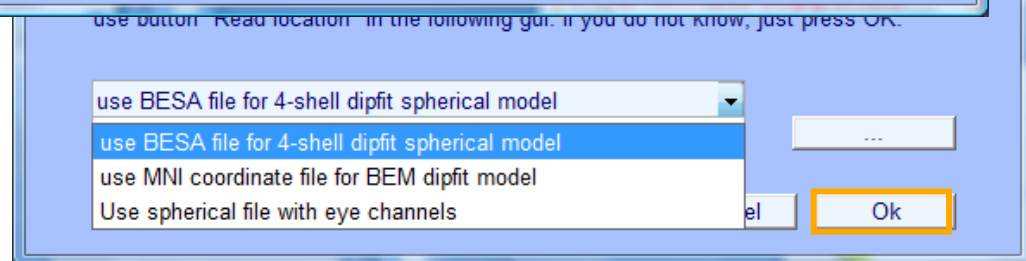 use button "Read location" in the following gui. If you do not know, just press OK.
use BESA file for 4-shell dipfit spherical model
use BESA file for 4-shell dipfit spherical model
...
use MNI coordinate file for BEM dipfit model
Use spherical file with eye channels
el
Ok